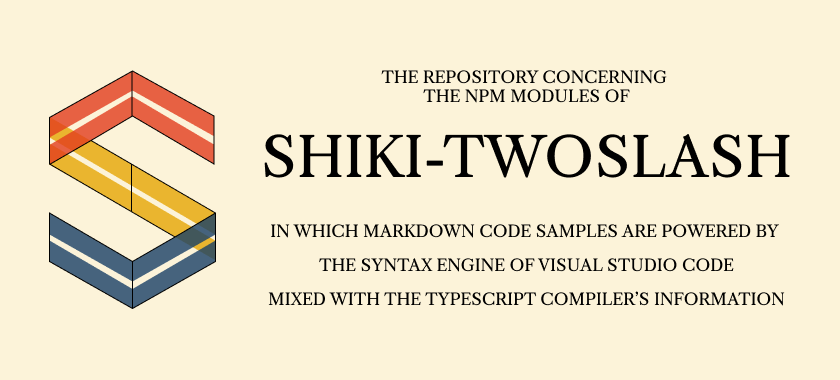 THE REPOSITORY CONCERNING
THE NPM MODULES OF
SHIKI-TWOSLASH
IN WHICH MARKDOWN CODE SAMPLES ARE POWERED BY
THE SYNTAX ENGINE OF VISUAL STUDIO CODE
MIXED WITH THE TYPESCRIPT COMPILER’S INFORMATION